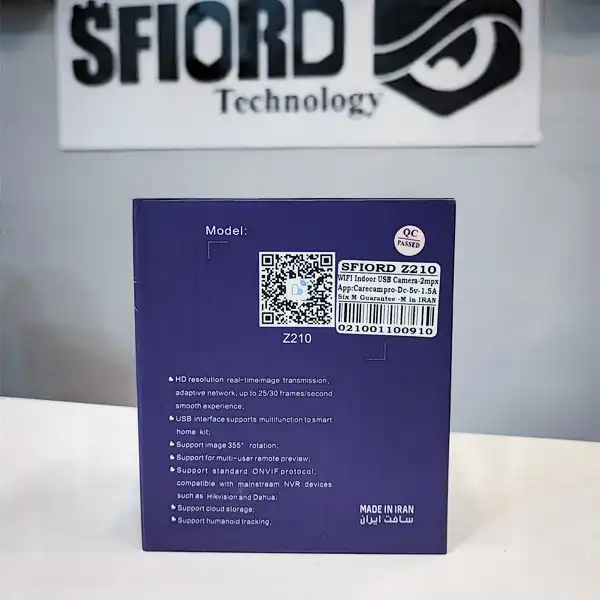 SFIORD
Technology
Model:
QC
PASSED
SFIORD Z210
WIFI Indoor USB Camera-2mpx
App:Carecampro-Dc-5v-1.5A
Six M Guarantee -M in IRAN
021001100910
Z210
HD resolution real-timeimage transmission,
adaptive network, up to 25/30 frames/second
smooth experience;
USB interface supports multifunction to smart
home kit;
Support image 355° rotation;
Support for multi-user remote preview;
Support standard ONVIF protocol,
compatible with mainstream NVR devices
such as Hikvision and Dahua;
Support cloud storage;
Support humanoid tracking.
MADE IN IRAN
ساخت ایران